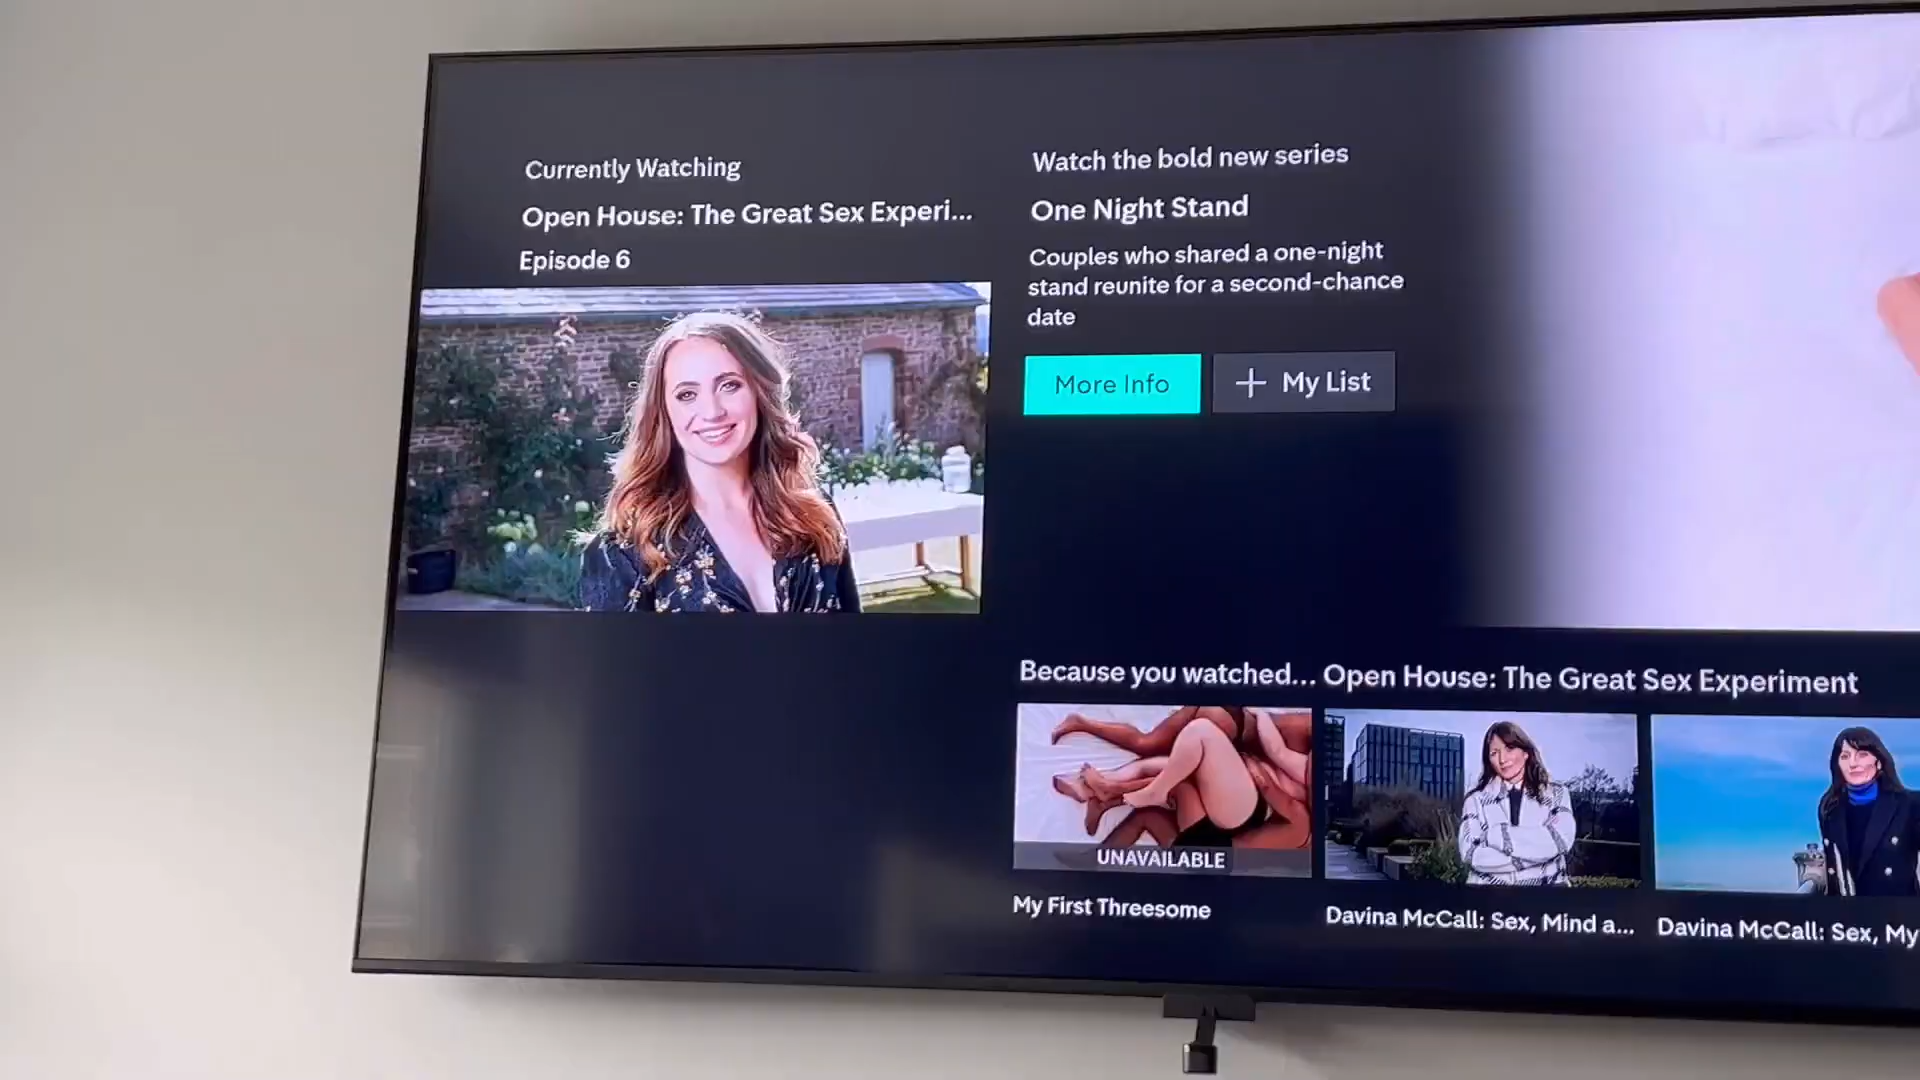 Currently Watching
Open House: The Great Sex Experi...
Episode 6
Watch the bold new series
One Night Stand
Couples who shared a one-night
stand reunite for a second-chance
date
More Info
+ My List
Because you watched... Open House: The Great Sex Experiment
UNAVAILABLE
My First Threesome
Davina McCall: Sex, Mind a...
Davina McCall: Sex, My